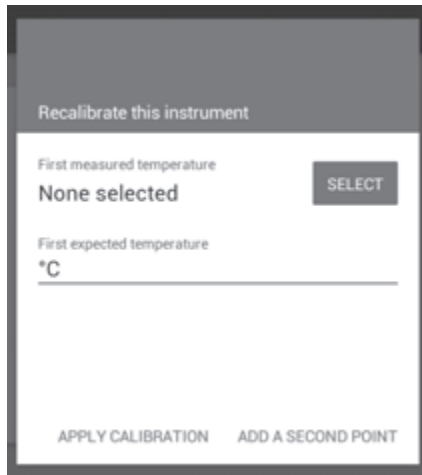 Recalibrate this instrument
First measured temperature
None selected
SELECT
First expected temperature
°C
APPLY CALIBRATION
ADD A SECOND POINT